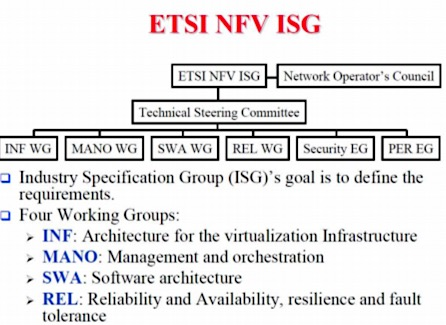 ETSI NFV ISG
ETSI NFV ISG
Network Operator's Council
Technical Steering Committee
INF WG
MANO WG
SWA WG
REL WG
Security EG
PER EG
Industry Specification Group (ISG)'s goal is to define the
requirements.
Four Working Groups:
INF: Architecture for the virtualization Infrastructure
MANO: Management and orchestration
SWA: Software architecture
REL: Reliability and Availability, resilience and fault
tolerance